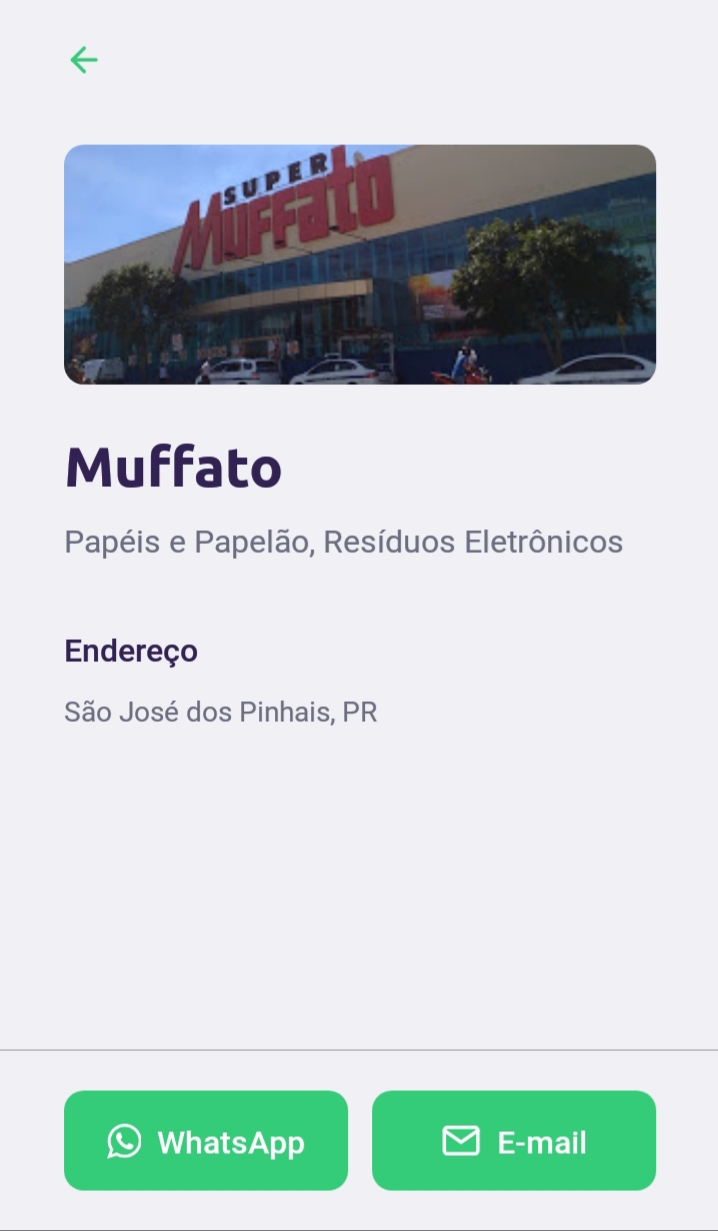 SUPER
Muffato
Muffato
Papéis e Papelão, Resíduos Eletrônicos
Endereço
São José dos Pinhais, PR
WhatsApp
E-mail